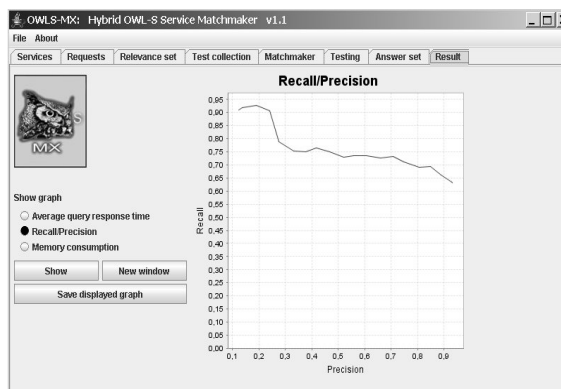 OWLS-MX: Hybrid OWL-S Service Matchmaker v1.1
File About
Services Requests Relevance set Test collection Matchmaker Testing Answer set Result
S
MX
Show graph
Average query response time
Recall/Precision
Memory consumption
Show New window
Save displayed graph
Recall/Precision
0,95
0,90
0,85
0,80
0,75
0,70
0,65
0,60
0,55
0,50
0,45
0,40
0,35
0,30
0,25
0,20
0,15
0,10
0,05
0,00
Recall
0,1 0,2 0,3 0,4 0,5 0,6 0,7 0,8 0,9
Precision